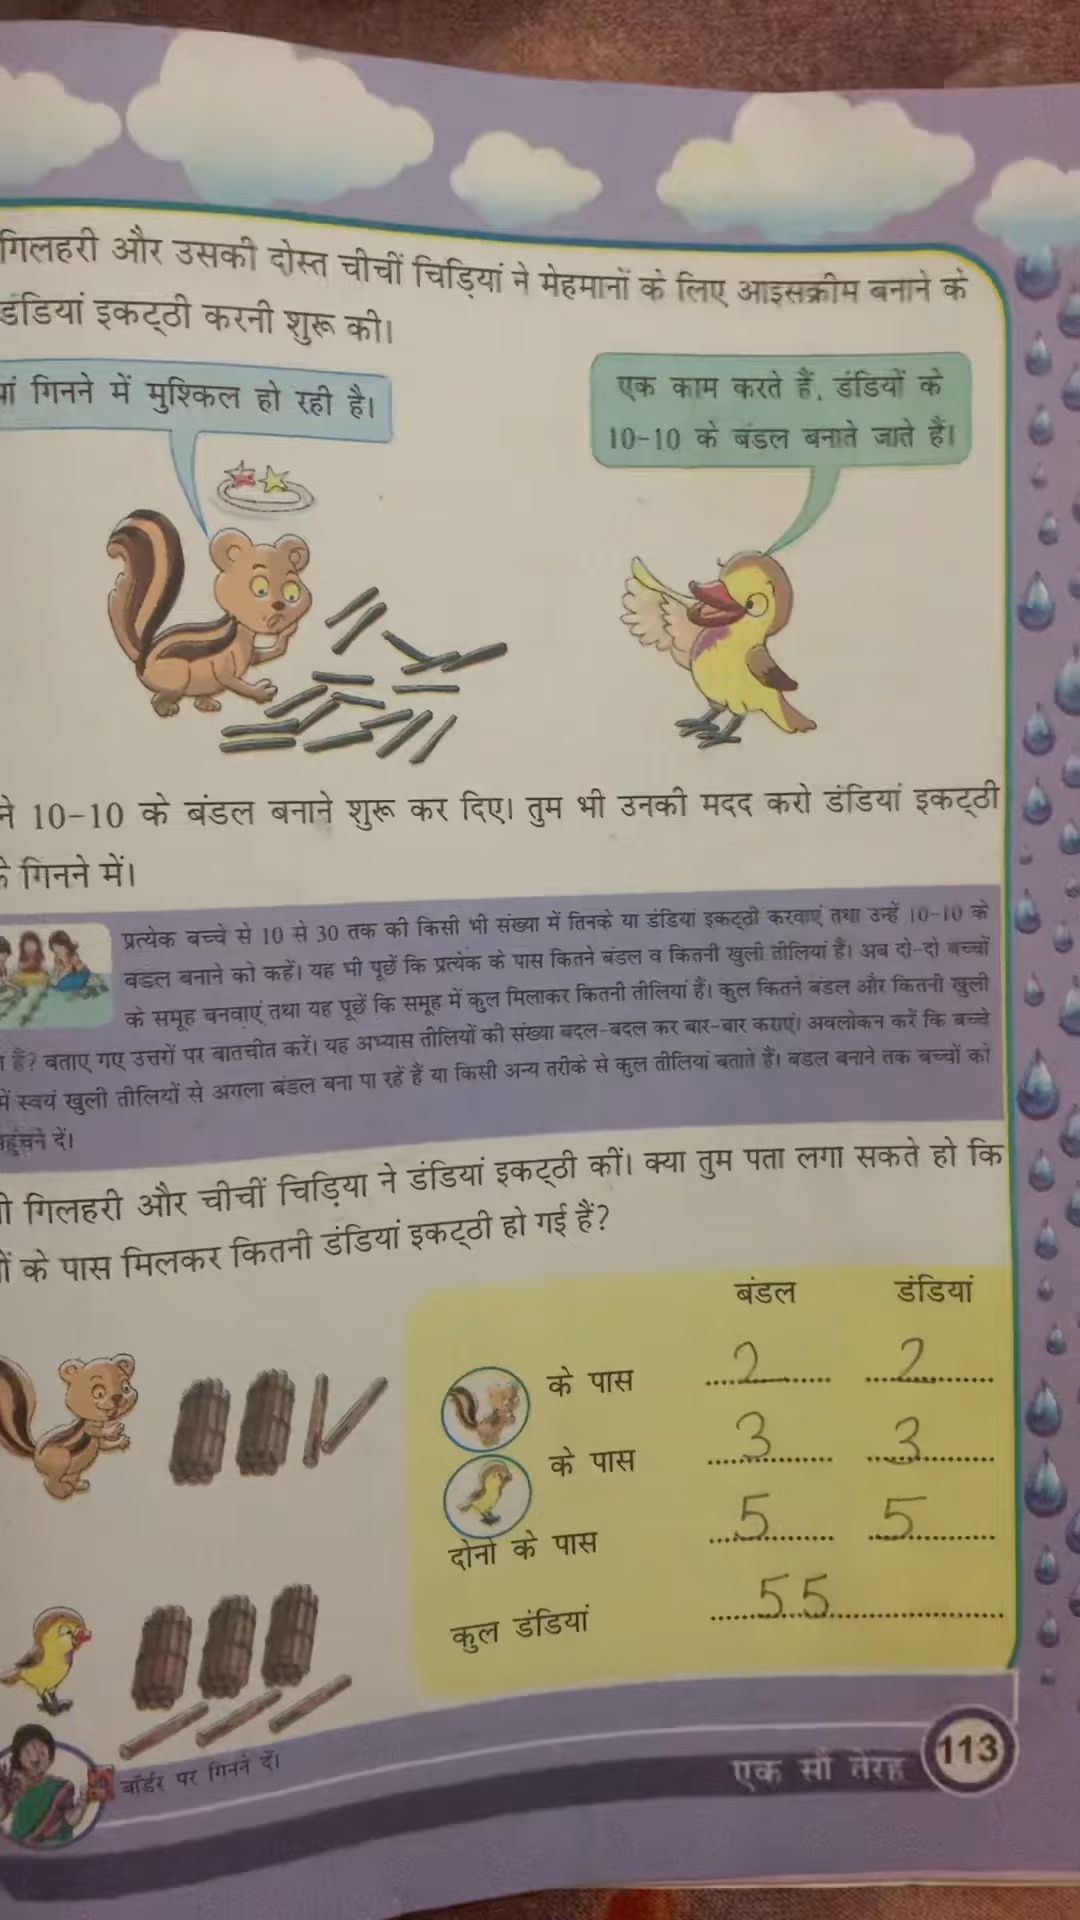 गिलहरी और उसकी दोस्त चीचीं चिड़ियां ने मेहमानों के लिए आइसक्रीम बनाने के
डंडियां इकट्ठी करनी शुरू की।
गिनने में मुश्किल हो रही है।
एक काम करते हैं, डंडियों के
10-10 के बंडल बनाते जाते हैं।
ने 10-10 के बंडल बनाने शुरू कर दिए। तुम भी उनकी मदद करो डंडियां इकट्ठी
गिनने में।
प्रत्येक बच्चे से 10 से 30 तक की किसी भी संख्या में तिनके या डंडियां इकट्ठी करवाएं तथा उन्हें 10-10 के
बंडल बनाने को कहें। यह भी पूछें कि प्रत्येक के पास कितने बंडल व कितनी खुली तीलियां हैं। अब दो-दो बच्चों
के समूह बनवाएं तथा यह पूछें कि समूह में कुल मिलाकर कितनी तीलियां हैं। कुल कितने बंडल और कितनी खुली
हैं? बताए गए उत्तरों पर बातचीत करें। यह अभ्यास तीलियों की संख्या बदल-बदल कर बार-बार कराएं। अवलोकन करें कि बच्चे
में स्वयं खुली तीलियों से अगला बंडल बना पा रहें हैं या किसी अन्य तरीके से कुल तीलियां बताते हैं। बंडल बनाने तक बच्चों को
पहुंचने दें।
गिलहरी और चीचीं चिड़िया ने डंडियां इकट्ठी कीं। क्या तुम पता लगा सकते हो कि
के पास मिलकर कितनी डंडियां इकट्ठी हो गई हैं?
बंडल डंडियां
के पास 2 2
के पास 3 3
दोनों के पास 5 5
कुल डंडियां 55
बॉर्डर पर गिनने दें।
एक सौ तेरह 113